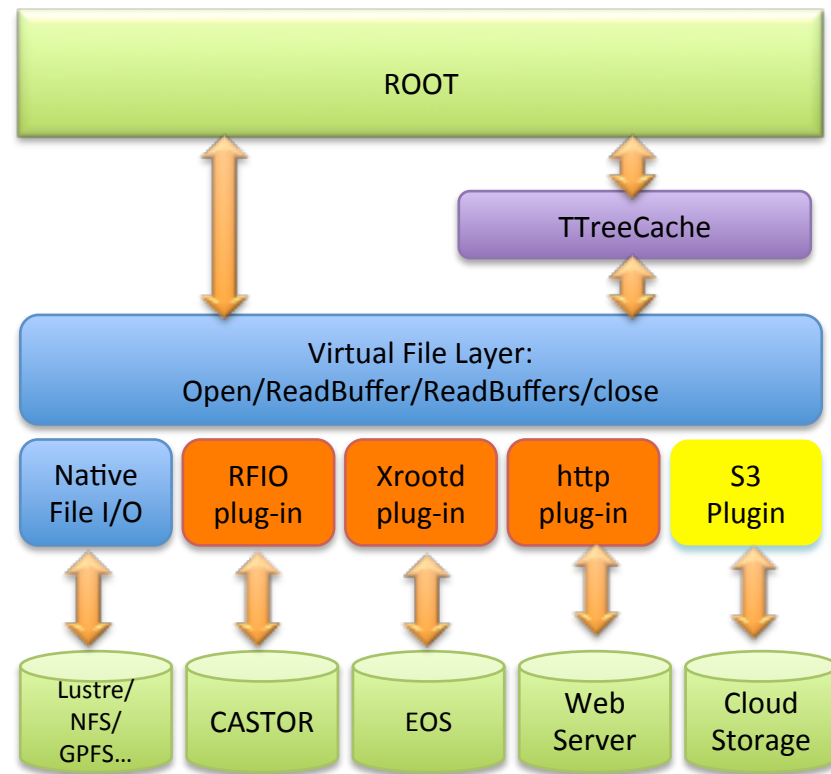 ROOT
TTreeCache
Virtual File Layer:
Open/ReadBuffer/ReadBuffers/close
Native
File I/O
RFIO
plug-in
Xrootd
plug-in
http
plug-in
S3
Plugin
Lustre/
NFS/
GPFS...
CASTOR
EOS
Web
Server
Cloud
Storage